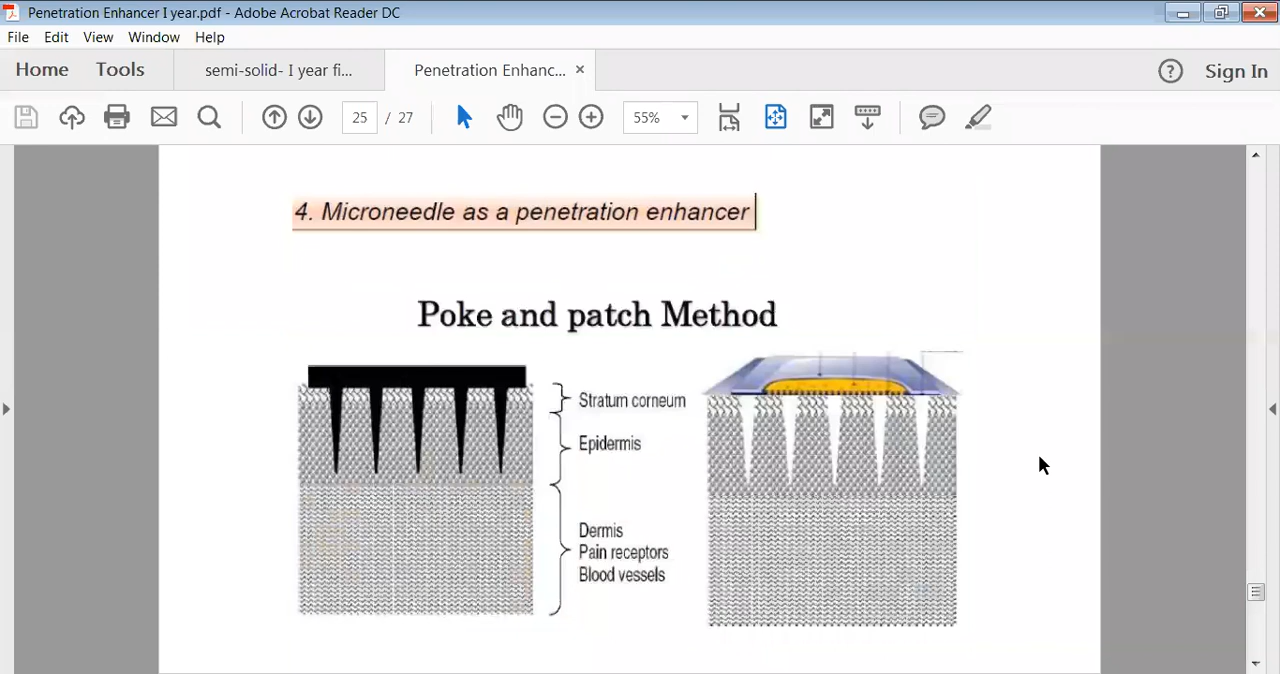 Penetration Enhancer I year.pdf - Adobe Acrobat Reader DC
File Edit View Window Help
Home Tools semi-solid- I year fi... Penetration Enhanc... × ? Sign In
25 / 27 55%
4. Microneedle as a penetration enhancer
Poke and patch Method
Stratum corneum
Epidermis
Dermis
Pain receptors
Blood vessels